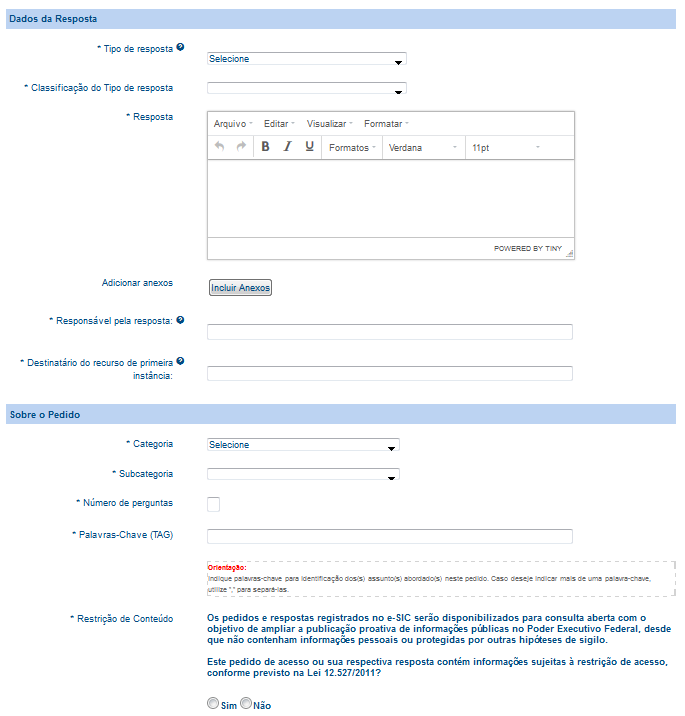 Dados da Resposta
* Tipo de resposta
Selecione
* Classificação do Tipo de resposta
* Resposta
Arquivo Editar Visualizar Formatar
B I U Formatos Verdana 11pt
POWERED BY TINY
Adicionar anexos
Incluir Anexos
* Responsável pela resposta:
* Destinatário do recurso de primeira
instância:
Sobre o Pedido
* Categoria
Selecione
* Subcategoria
* Número de perguntas
* Palavras-Chave (TAG)
Orientação:
Indique palavras-chave para identificação dos(s) assunto(s) abordado(s) neste pedido. Caso deseje indicar mais de uma palavra-chave,
utilize "," para separá-las.
* Restrição de Conteúdo
Os pedidos e respostas registrados no e-SIC serão disponibilizados para consulta aberta com o
objetivo de ampliar a publicação proativa de informações públicas no Poder Executivo Federal, desde
que não contenham informações pessoais ou protegidas por outras hipóteses de sigilo.
Este pedido de acesso ou sua respectiva resposta contém informações sujeitas à restrição de acesso,
conforme previsto na Lei 12.527/2011?
Sim Não